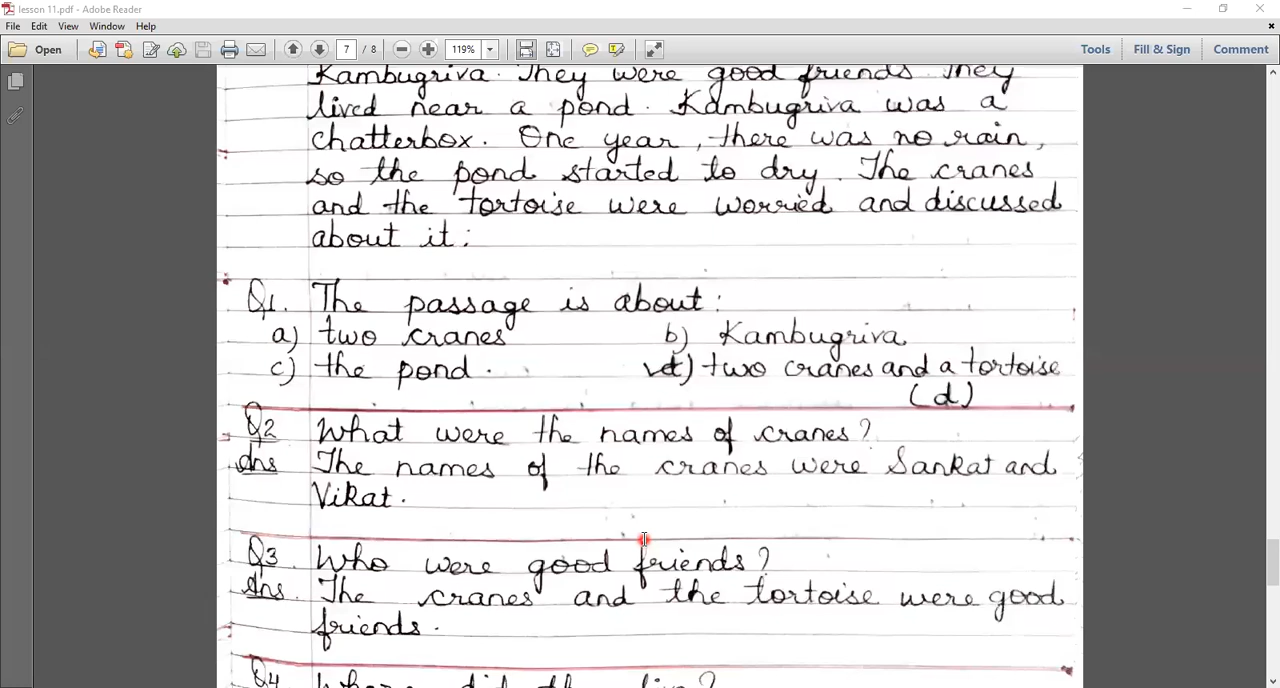 lesson 11.pdf - Adobe Reader
File Edit View Window Help
Open 7 / 8 119% Tools Fill & Sign Comment
Kambugriva. They were good friends. They
lived near a pond. Kambugriva was a
chatterbox. One year, there was no rain,
so the pond started to dry. The cranes
and the tortoise were worried and discussed
about it:
Q1. The passage is about:
a) two cranes b) Kambugriva
c) the pond. d) two cranes and a tortoise
(d)
Q2 What were the names of cranes?
Ans The names of the cranes were Sankat and
Vikat.
Q3. Who were good friends?
Ans. The cranes and the tortoise were good
friends.
Q4 Where did the live?